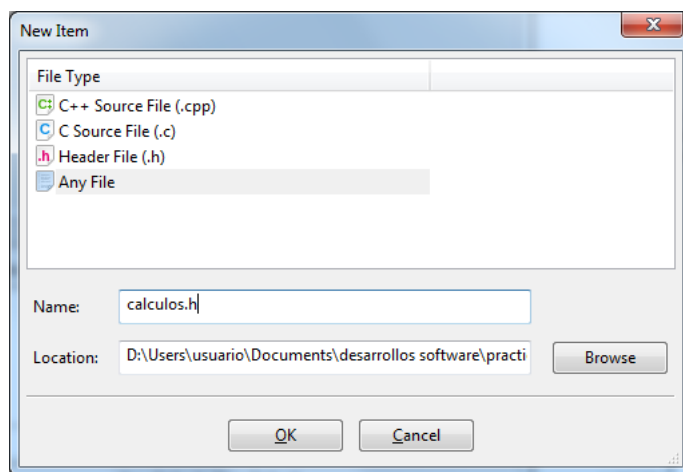 New Item
File Type
C++ Source File (.cpp)
C Source File (.c)
.h Header File (.h)
Any File
Name: calculos.h
Location: D:\Users\usuario\Documents\desarrollos software\practi Browse
OK Cancel